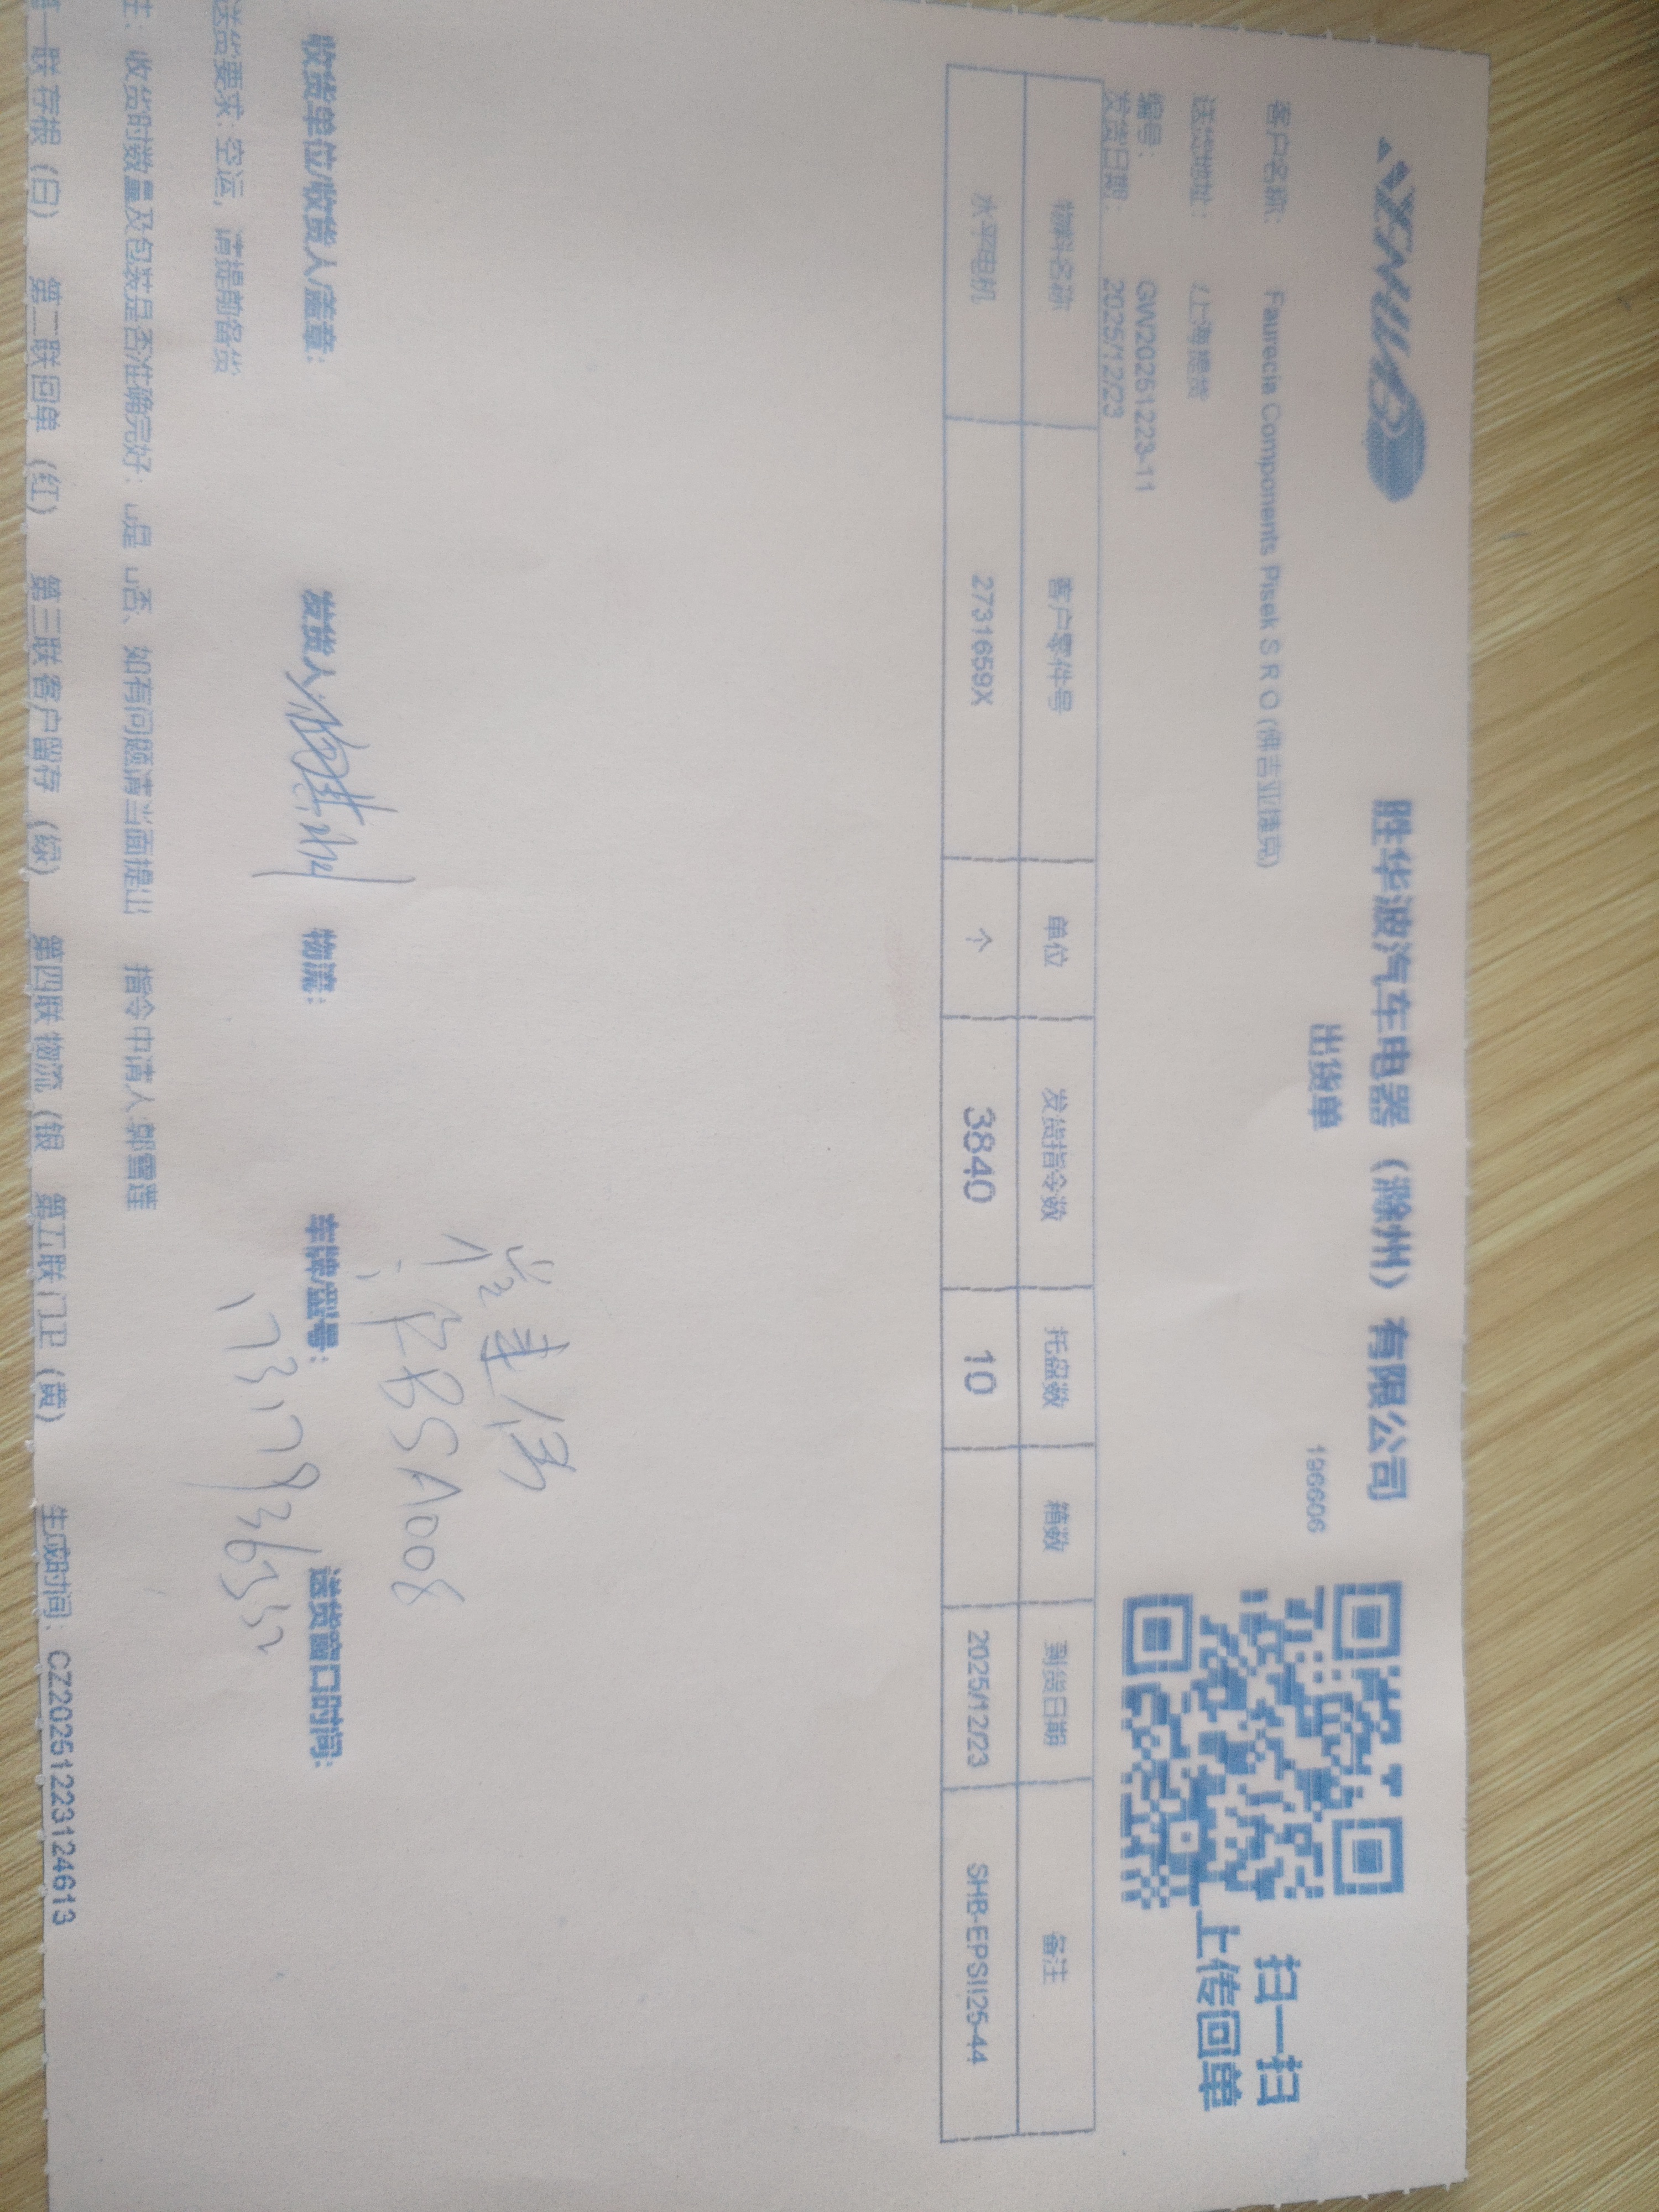 SHENGHUABO
胜华波汽车电器（滁州）有限公司
出货单
196606
扫一扫
上传回单
客户名称: Faurecia Components Pisek S R O (佛吉亚捷克)
送货地址: /上海提货
编号: GW20251223-11
发货日期: 2025/12/23
物料名称 客户零件号 单位 发货指令数 托盘数 箱数 到货日期 备注
水平电机 2731659X 个 3840 10 2025/12/23 SHB-EPSII25-44
BSA008
收货单位/收货人/盖章: 发货人 物流: 车牌/型号: 送货窗口时间:
送货要求: 空运, 请提前备货
注: 收货时数量及包装是否准确完好: 是 否、如有问题请当面提出 指令申请人:郭雪莲
第一联存根（白） 第二联回单（红） 第三联客户留存（绿） 第四联物流（银 第五联门卫（黄） 生成时间: CZ20251223124613